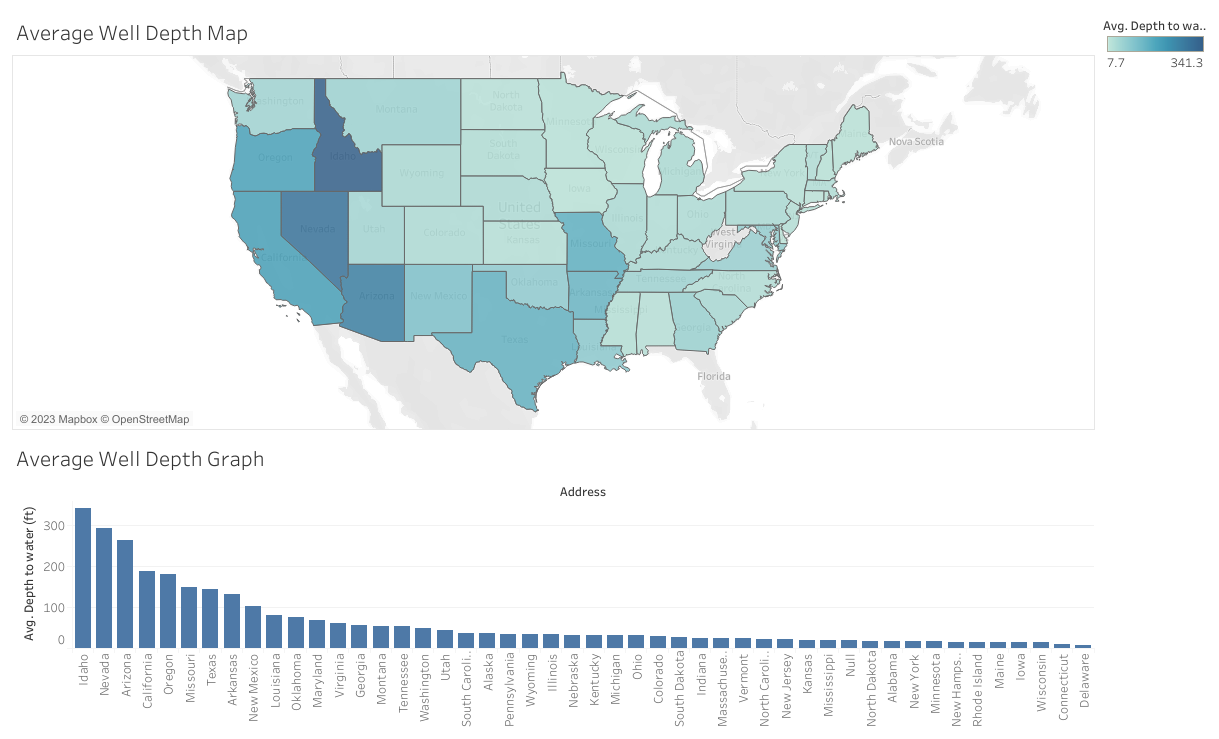 Average Well Depth Map
Avg. Depth to wa..
7.7 341.3
Washington
Montana
North
Dakota
Minnesota
Maine
Nova Scotia
Oregon
Idaho
South
Dakota
Wisconsin
Michigan
New York
Wyoming
Iowa
Nevada
Utah
Colorado
United
States
Kansas
Illinois
Ohio
West
Virginia
California
Missouri
Kentucky
Arizona
New Mexico
Oklahoma
Arkansas
Tennessee
North
Carolina
Mississippi
Georgia
Texas
Louisiana
Florida
© 2023 Mapbox © OpenStreetMap
Average Well Depth Graph
Address
Avg. Depth to water (ft)
300
200
100
0
Idaho
Nevada
Arizona
California
Oregon
Missouri
Texas
Arkansas
New Mexico
Louisiana
Oklahoma
Maryland
Virginia
Georgia
Montana
Tennessee
Washington
Utah
South Caroli..
Alaska
Pennsylvania
Wyoming
Illinois
Nebraska
Kentucky
Michigan
Ohio
Colorado
South Dakota
Indiana
Massachuse..
Vermont
North Caroli..
New Jersey
Kansas
Mississippi
Null
North Dakota
Alabama
New York
Minnesota
New Hamps..
Rhode Island
Maine
Iowa
Wisconsin
Connecticut
Delaware